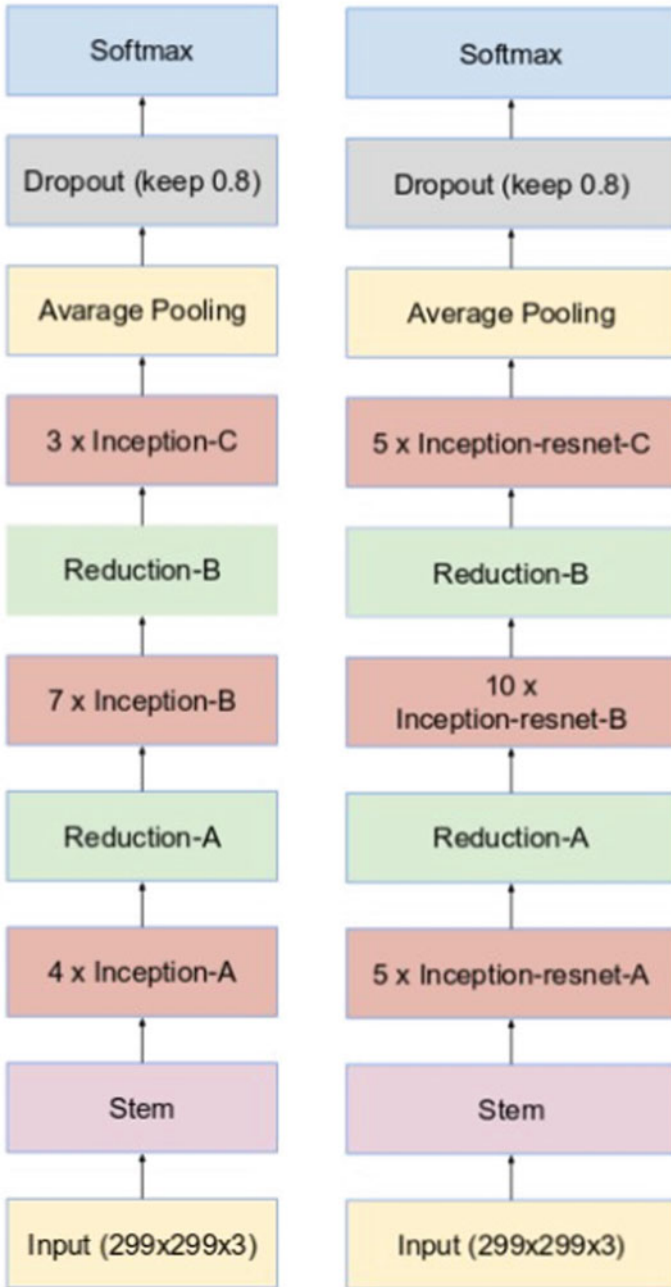 Softmax
Dropout (keep 0.8)
Avarage Pooling
3 x Inception-C
Reduction-B
7 x Inception-B
Reduction-A
4 x Inception-A
Stem
Input (299x299x3)
Softmax
Dropout (keep 0.8)
Average Pooling
5 x Inception-resnet-C
Reduction-B
10 x
Inception-resnet-B
Reduction-A
5 x Inception-resnet-A
Stem
Input (299x299x3)